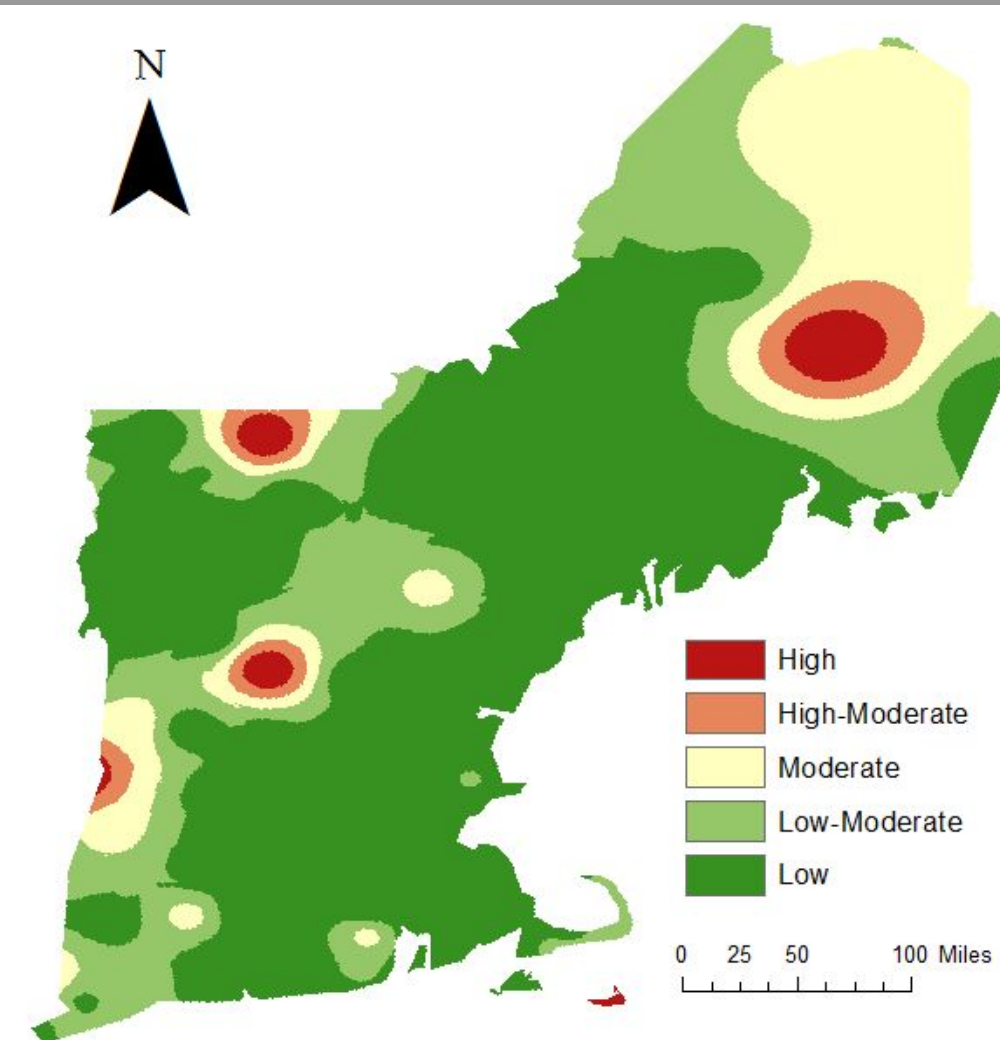 N
High
High-Moderate
Moderate
Low-Moderate
Low
0 25 50 100 Miles